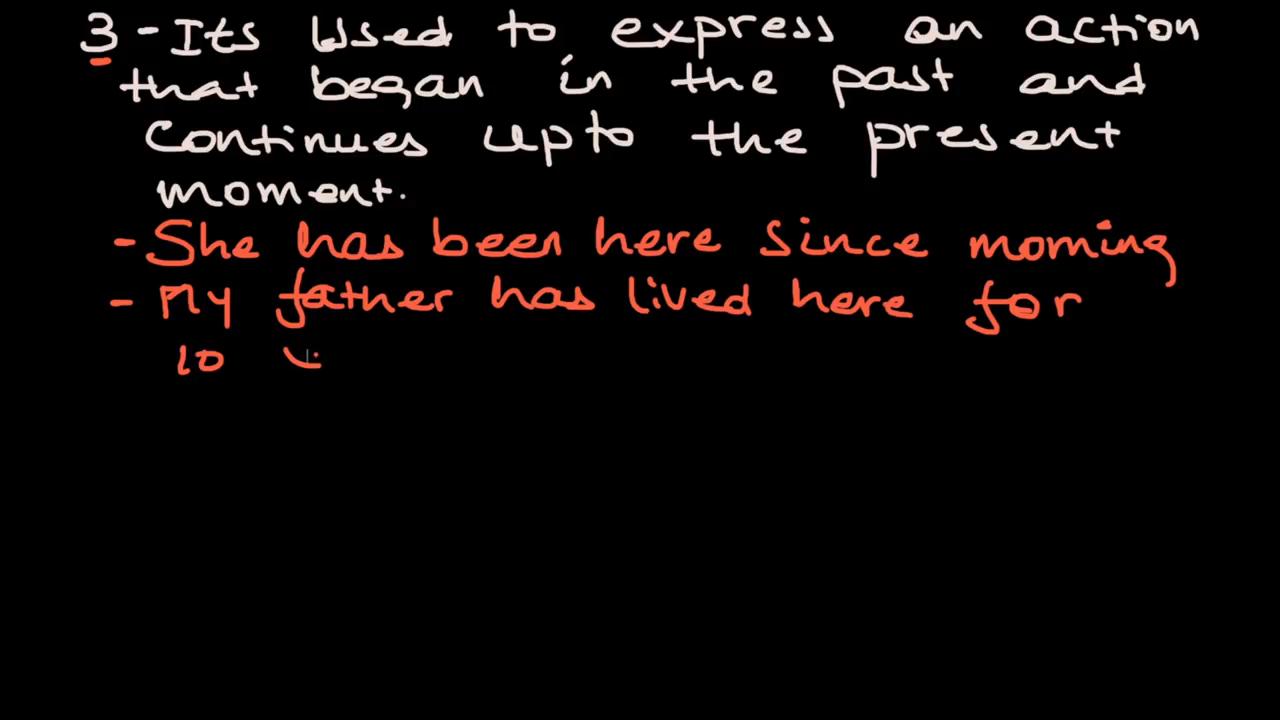 3 - Its Used to express an action
that began in the past and
Continues upto the present
moment.
- She has been here since morning
- My father has lived here for
10